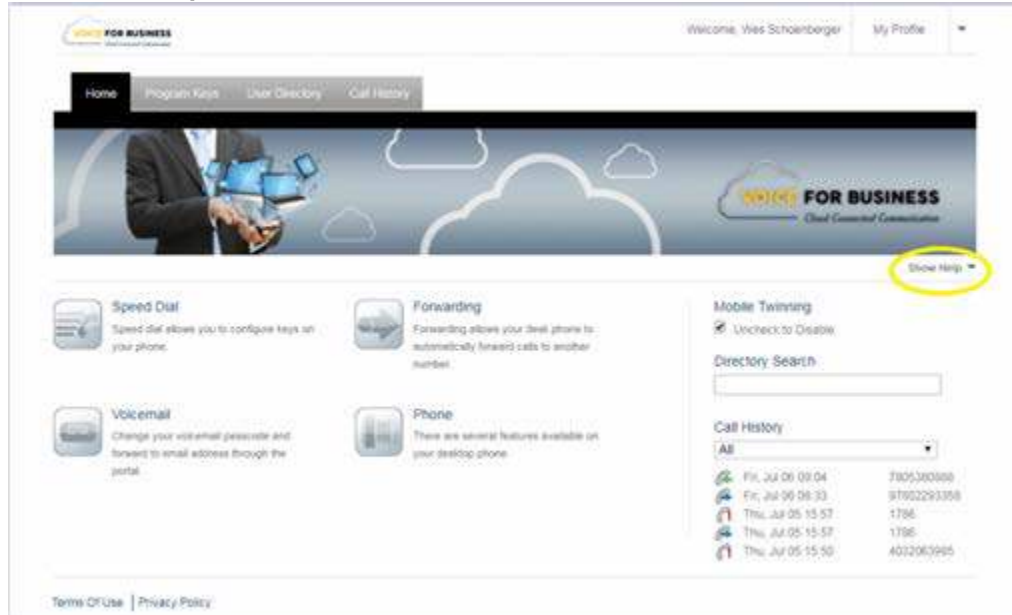 VOICE FOR BUSINESS
Cloud Connected Communication
Welcome, Wes Schoenberger
My Profile
Home
Program Keys
User Directory
Call History
VOICE FOR BUSINESS
Cloud Connected Communication
Show Help
Speed Dial
Speed dial allows you to configure keys on
your phone.
Forwarding
Forwarding allows your desk phone to
automatically forward calls to another
number.
Voicemail
Change your voicemail passcode and
forward to email address through the
portal.
Phone
There are several features available on
your desktop phone.
Mobile Twinning
Uncheck to Disable
Directory Search
Call History
All
Fri, Jul 06 09:04
Fri, Jul 06 08:33
Thu, Jul 05 15:57 1786
Thu, Jul 05 15:57 1786
Thu, Jul 05 15:50
Terms Of Use | Privacy Policy